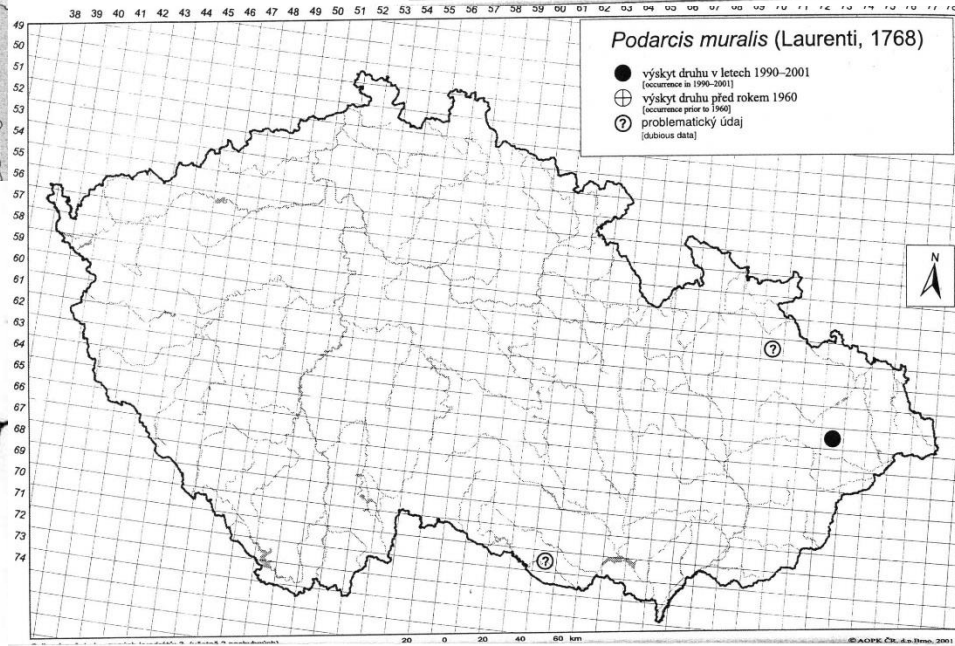 38 39 40 41 42 43 44 45 46 47 48 49 50 51 52 53 54 55 56 57 58 59 60 61 62 63 64 65 66 67 68 69 70 71 72 73 74 75 76 77 78
49
50
51
52
53
54
55
56
57
58
59
60
61
62
63
64
65
66
67
68
69
70
71
72
73
74
Podarcis muralis (Laurenti, 1768)
výskyt druhu v letech 1990–2001
[occurrence in 1990–2001]
výskyt druhu před rokem 1960
[occurrence prior to 1960]
? problematický údaj
[dubious data]
N
?
?
20 0 20 40 60 km
© AOPK ČR, d.p. Brno, 2001